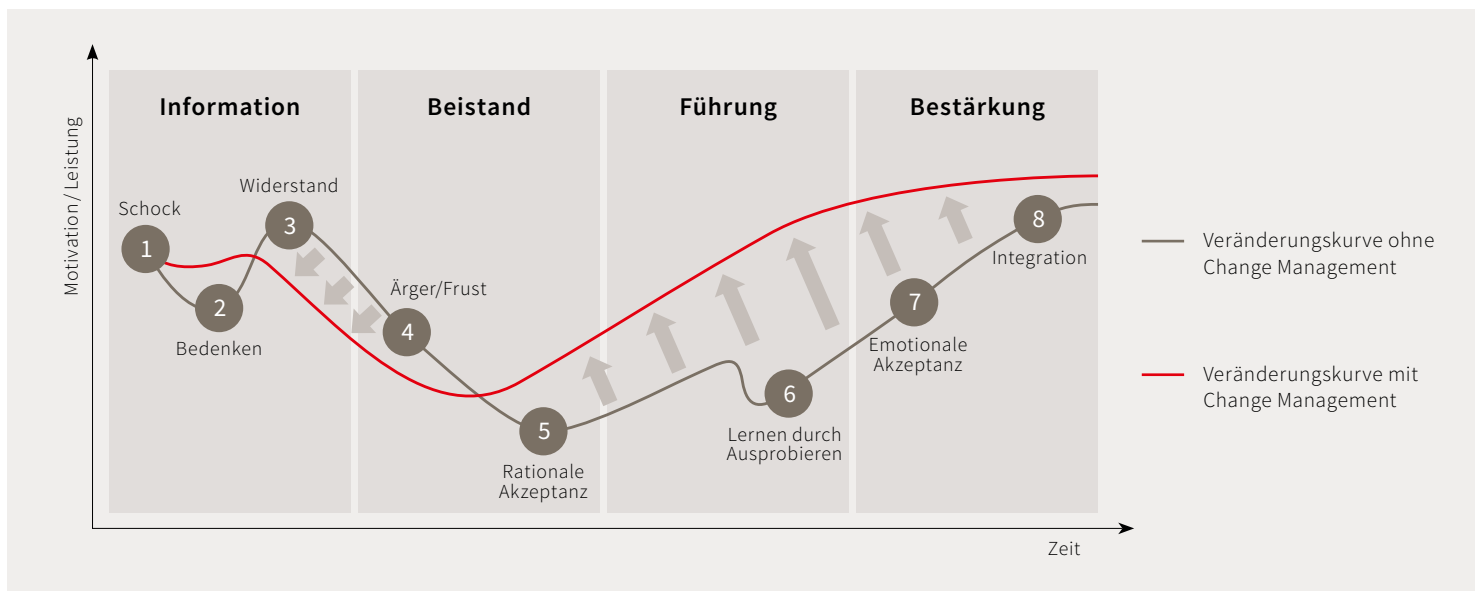 Information
Beistand
Führung
Bestärkung
Motivation / Leistung
Schock
1
2
Bedenken
Widerstand
3
Ärger/Frust
4
5
Rationale
Akzeptanz
6
Lernen durch
Ausprobieren
7
Emotionale
Akzeptanz
8
Integration
Zeit
Veränderungskurve ohne
Change Management
Veränderungskurve mit
Change Management